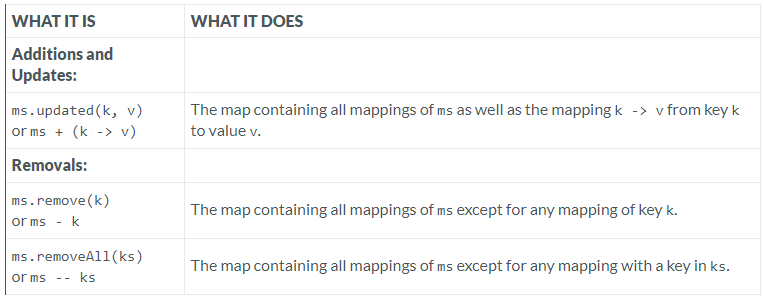 WHAT IT IS WHAT IT DOES
Additions and
Updates:
ms.updated(k, v)
or ms + (k -> v)
The map containing all mappings of ms as well as the mapping k -> v from key k
to value v.
Removals:
ms.remove(k)
or ms - k
The map containing all mappings of ms except for any mapping of key k.
ms.removeAll(ks)
or ms -- ks
The map containing all mappings of ms except for any mapping with a key in ks.